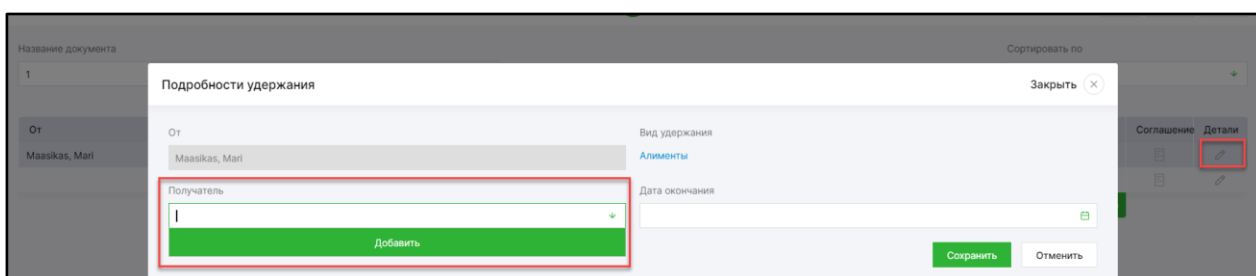 Название документа
Сортировать по
1
Подробности удержания
Закрыть
От
Соглашение Детали
Maasikas, Mari
От
Вид удержания
Maasikas, Mari
Алименты
Получатель
Дата окончания
Добавить
Сохранить
Отменить